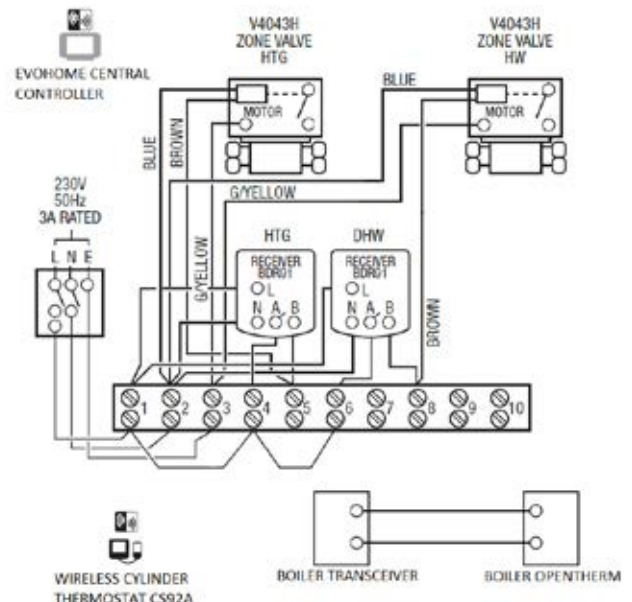 V4043H
ZONE VALVE
HTG
V4043H
ZONE VALVE
HW
EVOHOME CENTRAL
CONTROLLER
BLUE
MOTOR
MOTOR
BLUE
BROWN
G/YELLOW
G/YELLOW
BROWN
230V
50Hz
3A RATED
L N E
HTG
DHW
RECEIVER
BDR01
L
N A B
RECEIVER
BDR01
L
N A B
1 2 3 4 5 6 7 8 9 10
WIRELESS CYLINDER
THERMOSTAT CS92A
BOILER TRANSCEIVER
BOILER OPENTHERM